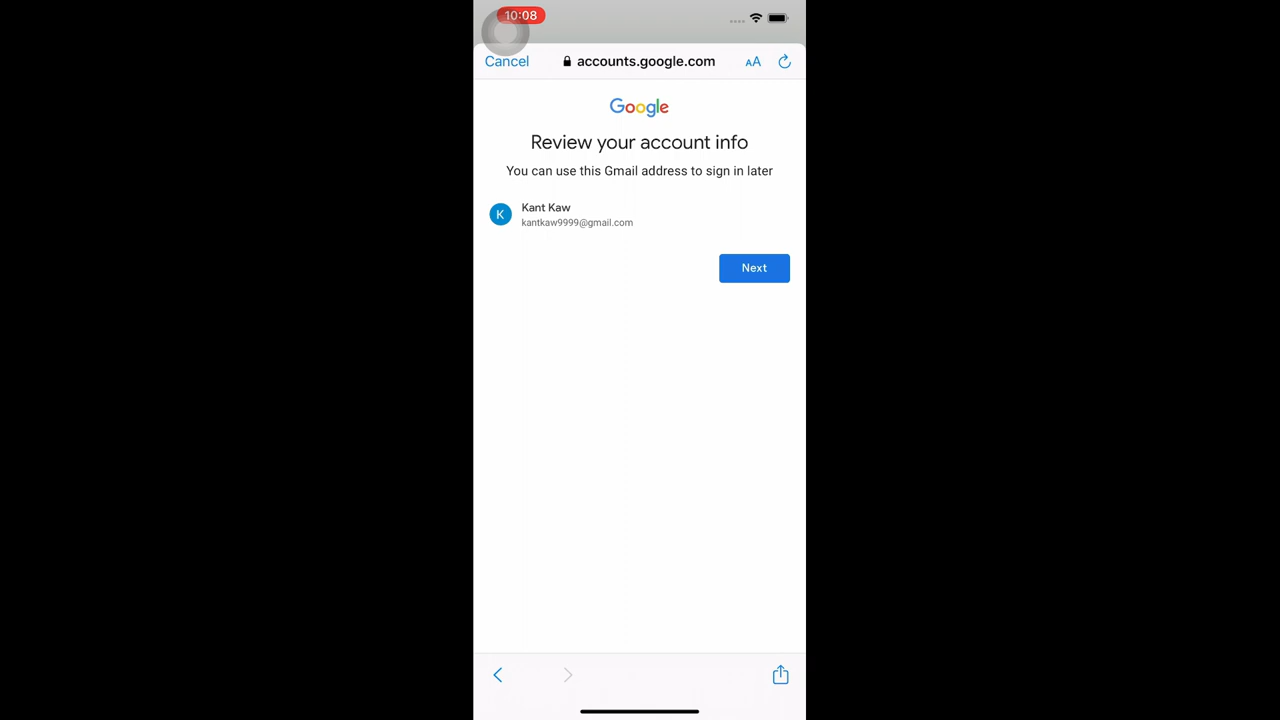 10:08
Cancel
accounts.google.com
AA
Google
Review your account info
You can use this Gmail address to sign in later
K
Kant Kaw
kantkaw9999@gmail.com
Next